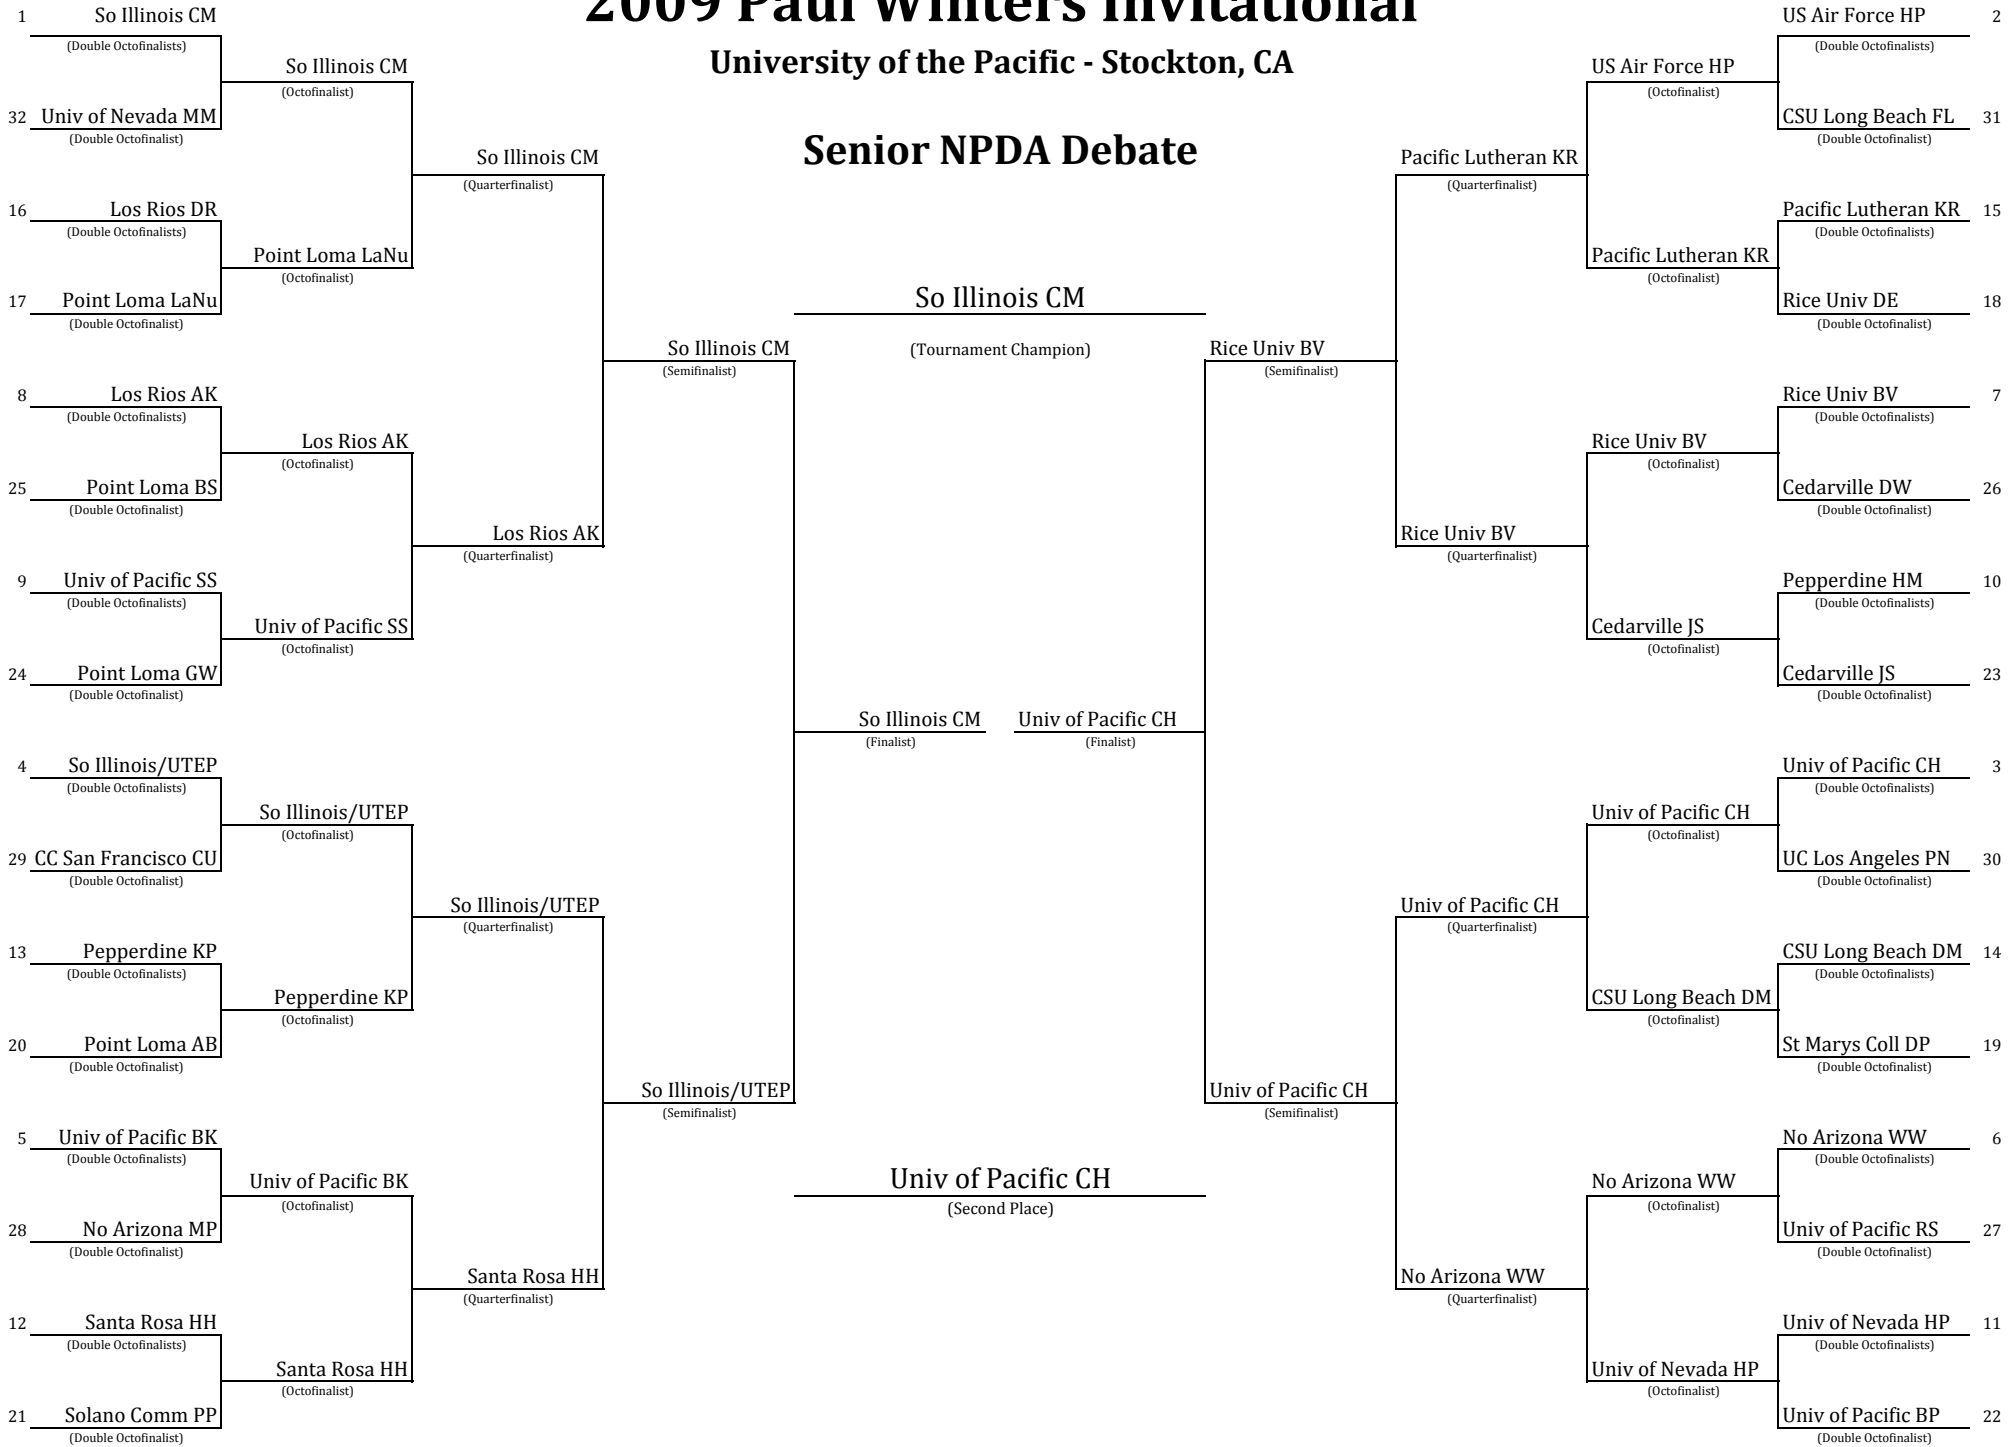 2009 Paul Winters Invitational
University of the Pacific - Stockton, CA
Senior NPDA Debate
1 So Illinois CM
(Double Octofinalists)
32 Univ of Nevada MM
(Double Octofinalist)
16 Los Rios DR
(Double Octofinalists)
17 Point Loma LaNu
(Double Octofinalist)
8 Los Rios AK
(Double Octofinalists)
25 Point Loma BS
(Double Octofinalist)
9 Univ of Pacific SS
(Double Octofinalists)
24 Point Loma GW
(Double Octofinalist)
4 So Illinois/UTEP
(Double Octofinalists)
29 CC San Francisco CU
(Double Octofinalist)
13 Pepperdine KP
(Double Octofinalists)
20 Point Loma AB
(Double Octofinalist)
5 Univ of Pacific BK
(Double Octofinalists)
28 No Arizona MP
(Double Octofinalist)
12 Santa Rosa HH
(Double Octofinalists)
21 Solano Comm PP
(Double Octofinalist)
So Illinois CM
(Octofinalist)
Point Loma LaNu
(Octofinalist)
Los Rios AK
(Octofinalist)
Univ of Pacific SS
(Octofinalist)
So Illinois/UTEP
(Octofinalist)
Pepperdine KP
(Octofinalist)
Univ of Pacific BK
(Octofinalist)
Santa Rosa HH
(Octofinalist)
So Illinois CM
(Quarterfinalist)
Los Rios AK
(Quarterfinalist)
So Illinois/UTEP
(Quarterfinalist)
Santa Rosa HH
(Quarterfinalist)
So Illinois CM
(Semifinalist)
So Illinois/UTEP
(Semifinalist)
So Illinois CM
(Tournament Champion)
So Illinois CM
(Finalist)
Univ of Pacific CH
(Finalist)
Univ of Pacific CH
(Second Place)
Rice Univ BV
(Semifinalist)
Univ of Pacific CH
(Semifinalist)
Pacific Lutheran KR
(Quarterfinalist)
Rice Univ BV
(Quarterfinalist)
Univ of Pacific CH
(Quarterfinalist)
No Arizona WW
(Quarterfinalist)
US Air Force HP
(Octofinalist)
Pacific Lutheran KR
(Octofinalist)
Rice Univ BV
(Octofinalist)
Cedarville JS
(Octofinalist)
Univ of Pacific CH
(Octofinalist)
CSU Long Beach DM
(Octofinalist)
No Arizona WW
(Octofinalist)
Univ of Nevada HP
(Octofinalist)
US Air Force HP 2
(Double Octofinalists)
CSU Long Beach FL 31
(Double Octofinalist)
Pacific Lutheran KR 15
(Double Octofinalists)
Rice Univ DE 18
(Double Octofinalist)
Rice Univ BV 7
(Double Octofinalists)
Cedarville DW 26
(Double Octofinalist)
Pepperdine HM 10
(Double Octofinalists)
Cedarville JS 23
(Double Octofinalist)
Univ of Pacific CH 3
(Double Octofinalists)
UC Los Angeles PN 30
(Double Octofinalist)
CSU Long Beach DM 14
(Double Octofinalists)
St Marys Coll DP 19
(Double Octofinalist)
No Arizona WW 6
(Double Octofinalists)
Univ of Pacific RS 27
(Double Octofinalist)
Univ of Nevada HP 11
(Double Octofinalists)
Univ of Pacific BP 22
(Double Octofinalist)